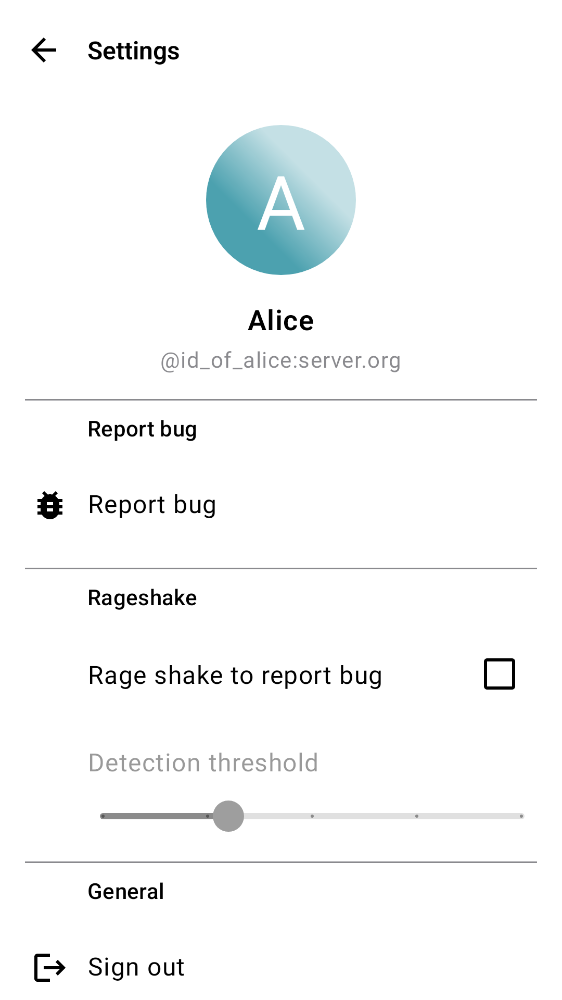 Settings
A
Alice
@id_of_alice:server.org
Report bug
Report bug
Rageshake
Rage shake to report bug
Detection threshold
General
Sign out